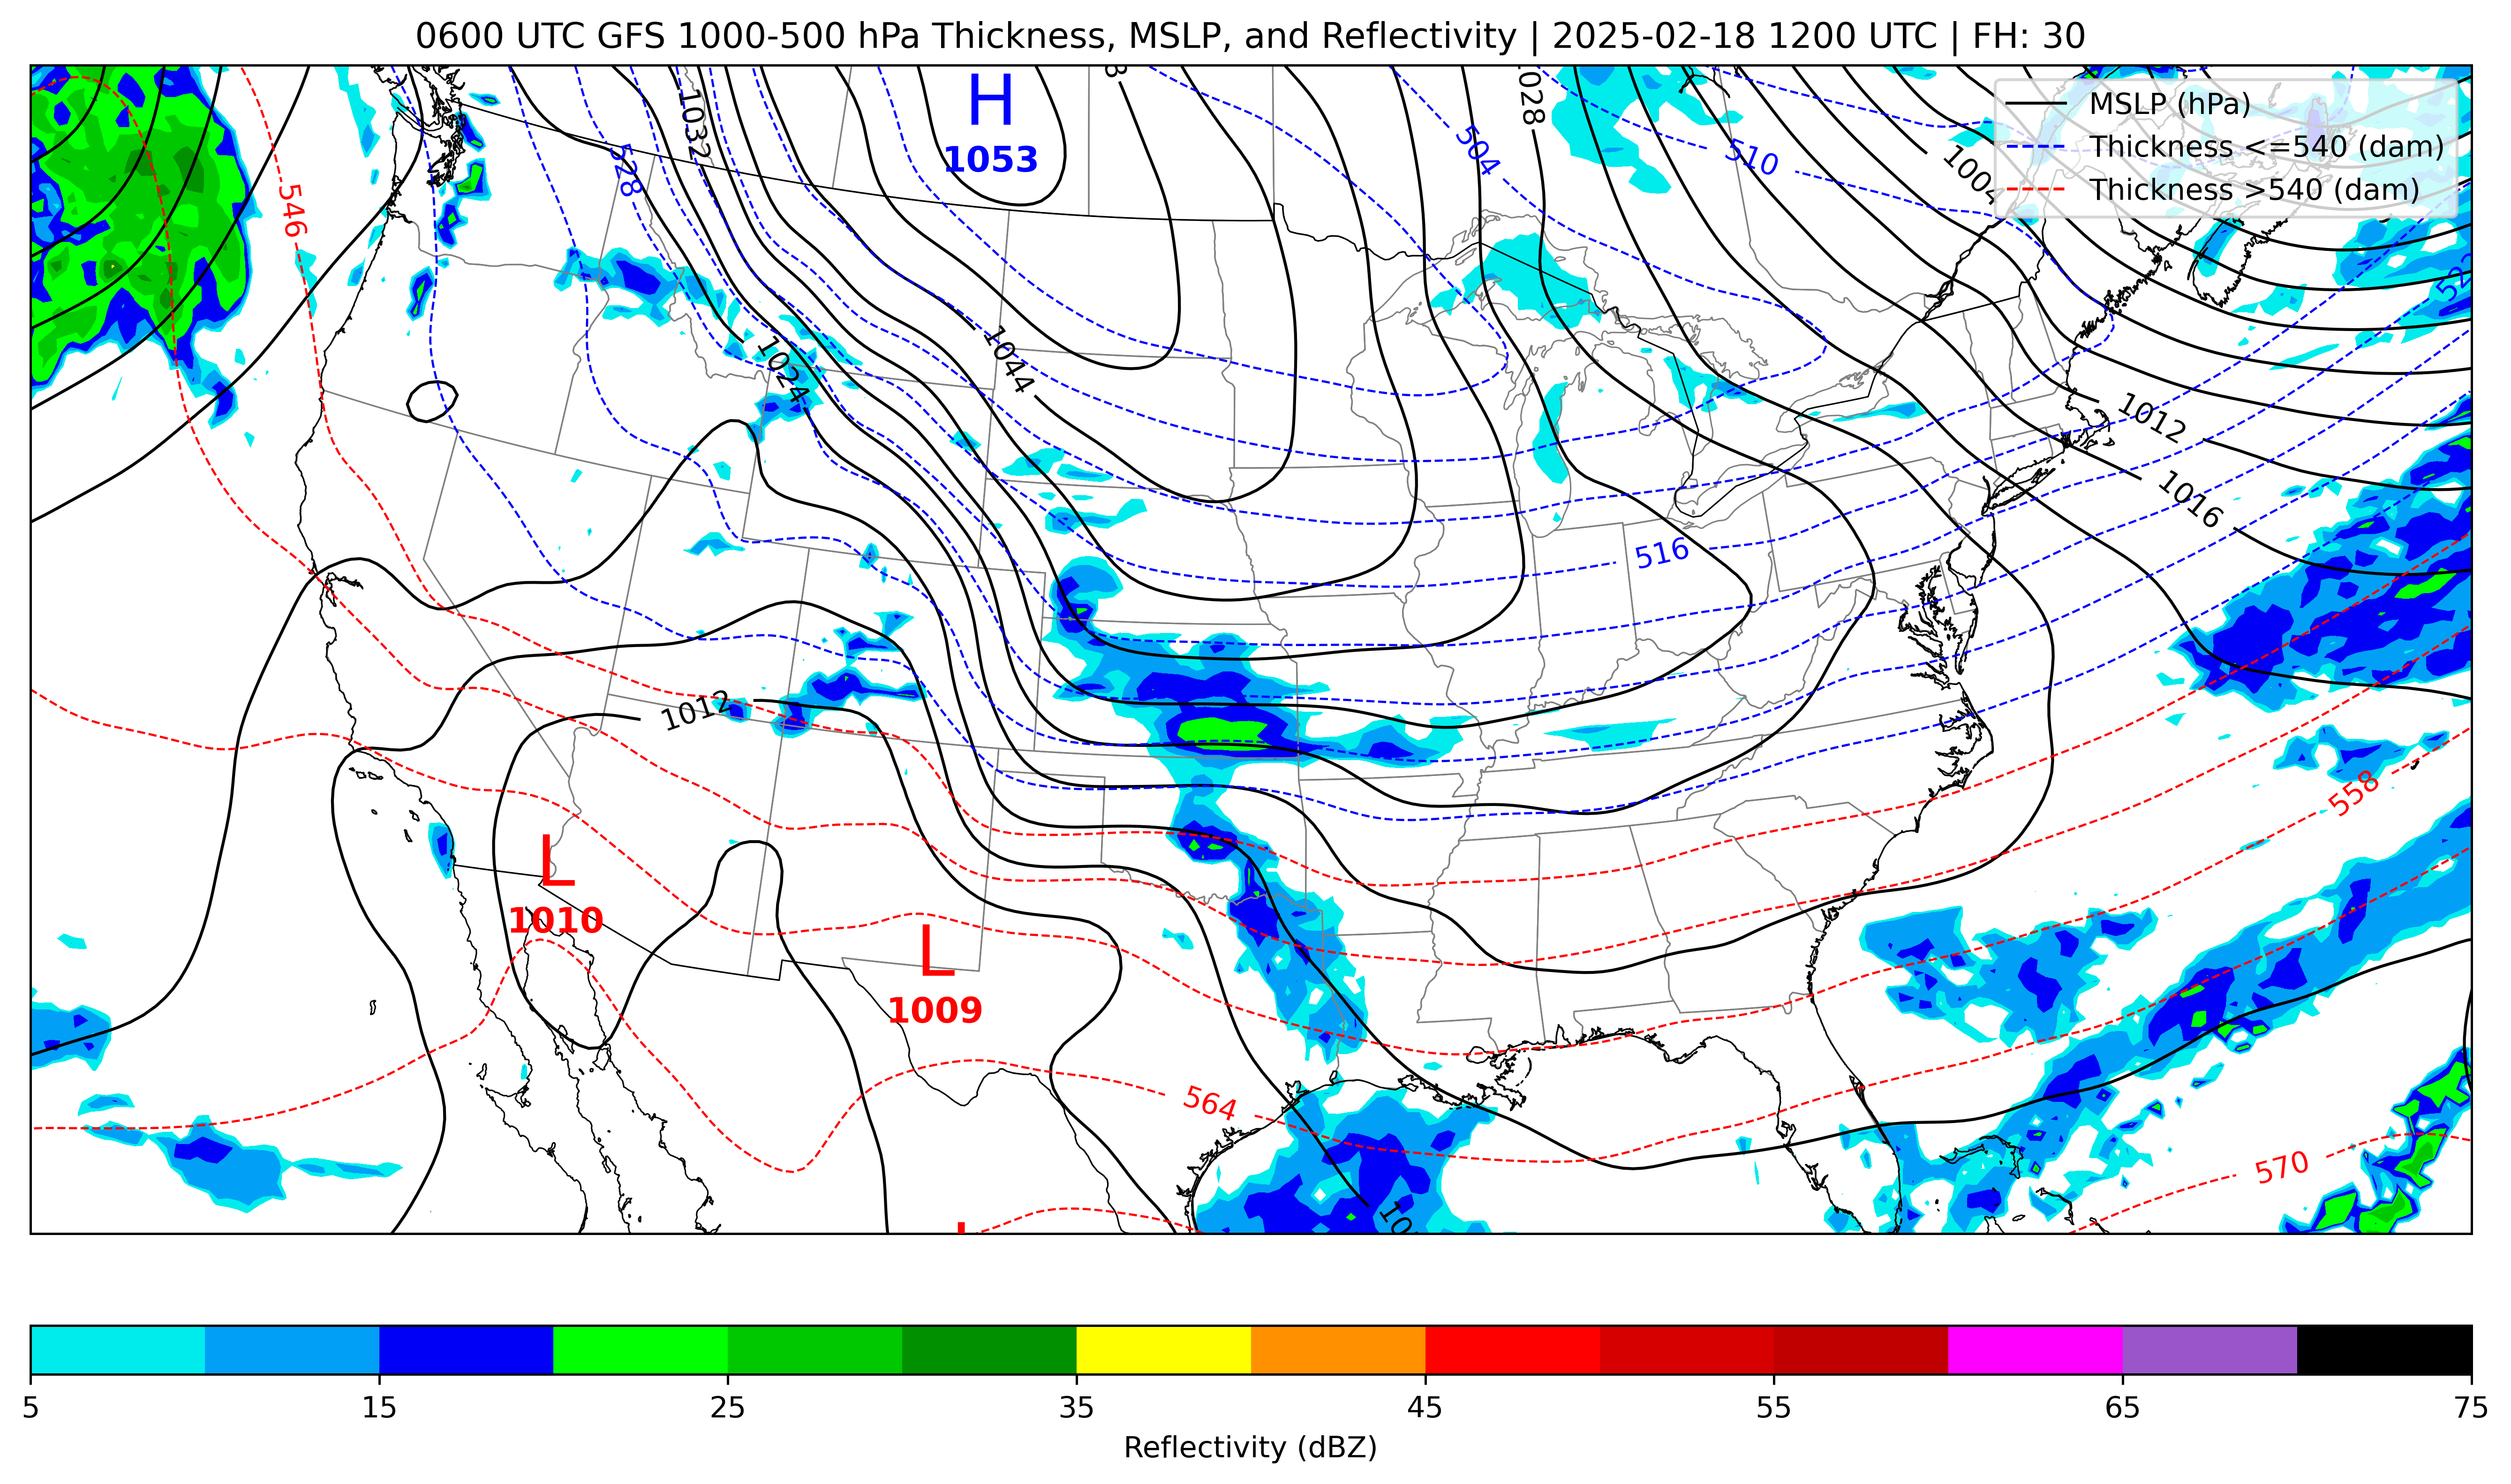 0600 UTC GFS 1000-500 hPa Thickness, MSLP, and Reflectivity | 2025-02-18 1200 UTC | FH: 30
H
1053
MSLP (hPa)
Thickness <=540 (dam)
Thickness >540 (dam)
1032
1028
528
504
510
1004
546
522
1024
1044
1012
1016
516
1012
558
L
1010
L
1009
564
570
5 15 25 35 45 55 65 75
Reflectivity (dBZ)